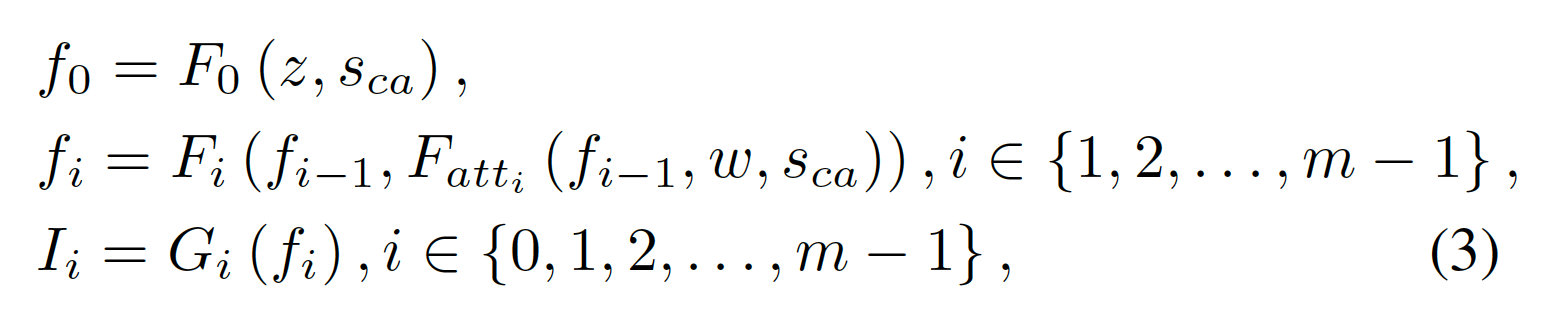 f_0 = F_0 (z, s_{ca}) ,
f_i = F_i (f_{i-1}, F_{att_i} (f_{i-1}, w, s_{ca})) , i ∈ {1, 2, . . . , m − 1} ,
I_i = G_i (f_i) , i ∈ {0, 1, 2, . . . , m − 1} , (3)